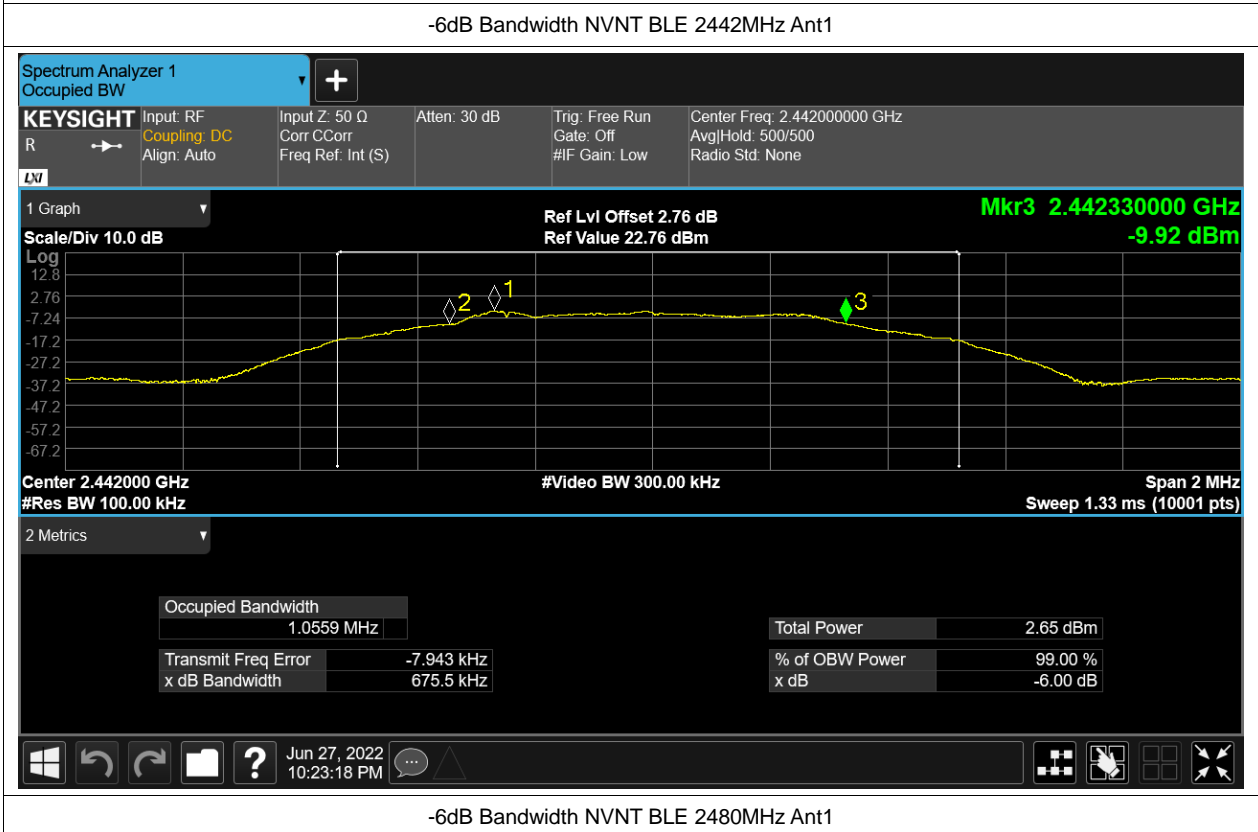 -6dB Bandwidth NVNT BLE 2442MHz Ant1
Spectrum Analyzer 1
Occupied BW
KEYSIGHT
R
LXI
Input: RF
Coupling: DC
Align: Auto
Input Z: 50 Ω
Corr CCorr
Freq Ref: Int (S)
Atten: 30 dB
Trig: Free Run
Gate: Off
#IF Gain: Low
Center Freq: 2.442000000 GHz
Avg|Hold: 500/500
Radio Std: None
1 Graph
Scale/Div 10.0 dB
Ref Lvl Offset 2.76 dB
Ref Value 22.76 dBm
Mkr3 2.442330000 GHz
-9.92 dBm
Log
12.8
2.76
-7.24
-17.2
-27.2
-37.2
-47.2
-57.2
-67.2
2
1
3
Center 2.442000 GHz
#Res BW 100.00 kHz
#Video BW 300.00 kHz
Span 2 MHz
Sweep 1.33 ms (10001 pts)
2 Metrics
Occupied Bandwidth
1.0559 MHz
Transmit Freq Error -7.943 kHz
x dB Bandwidth 675.5 kHz
Total Power 2.65 dBm
% of OBW Power 99.00 %
x dB -6.00 dB
?
Jun 27, 2022
10:23:18 PM
-6dB Bandwidth NVNT BLE 2480MHz Ant1